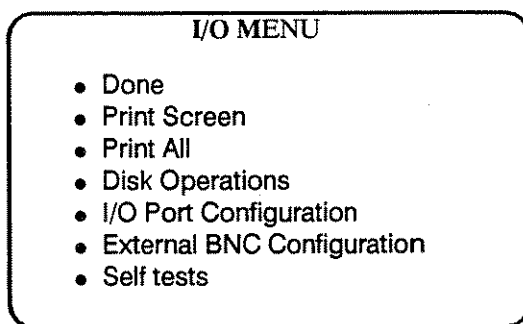 I/O MENU
• Done
• Print Screen
• Print All
• Disk Operations
• I/O Port Configuration
• External BNC Configuration
• Self tests